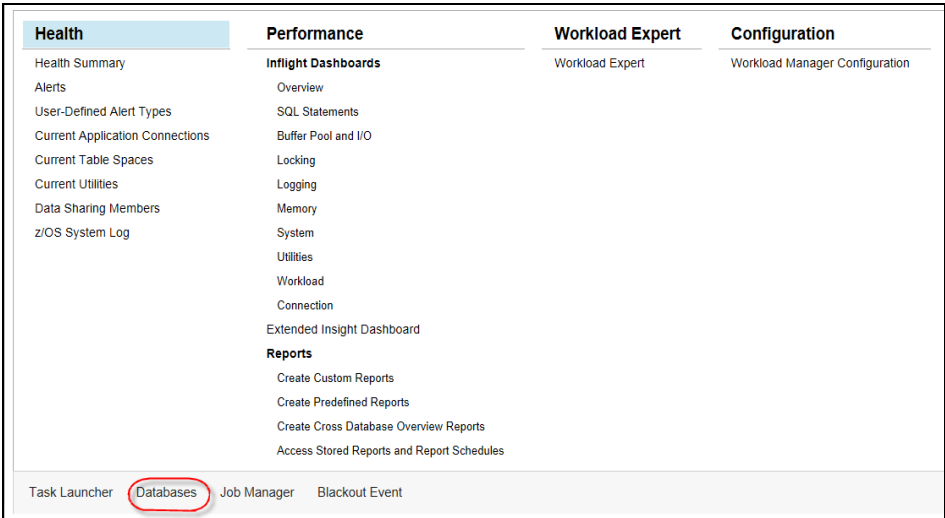 Health
Health Summary
Alerts
User-Defined Alert Types
Current Application Connections
Current Table Spaces
Current Utilities
Data Sharing Members
z/OS System Log
Performance
Inflight Dashboards
Overview
SQL Statements
Buffer Pool and I/O
Locking
Logging
Memory
System
Utilities
Workload
Connection
Extended Insight Dashboard
Reports
Create Custom Reports
Create Predefined Reports
Create Cross Database Overview Reports
Access Stored Reports and Report Schedules
Workload Expert
Workload Expert
Configuration
Workload Manager Configuration
Task Launcher Databases Job Manager Blackout Event